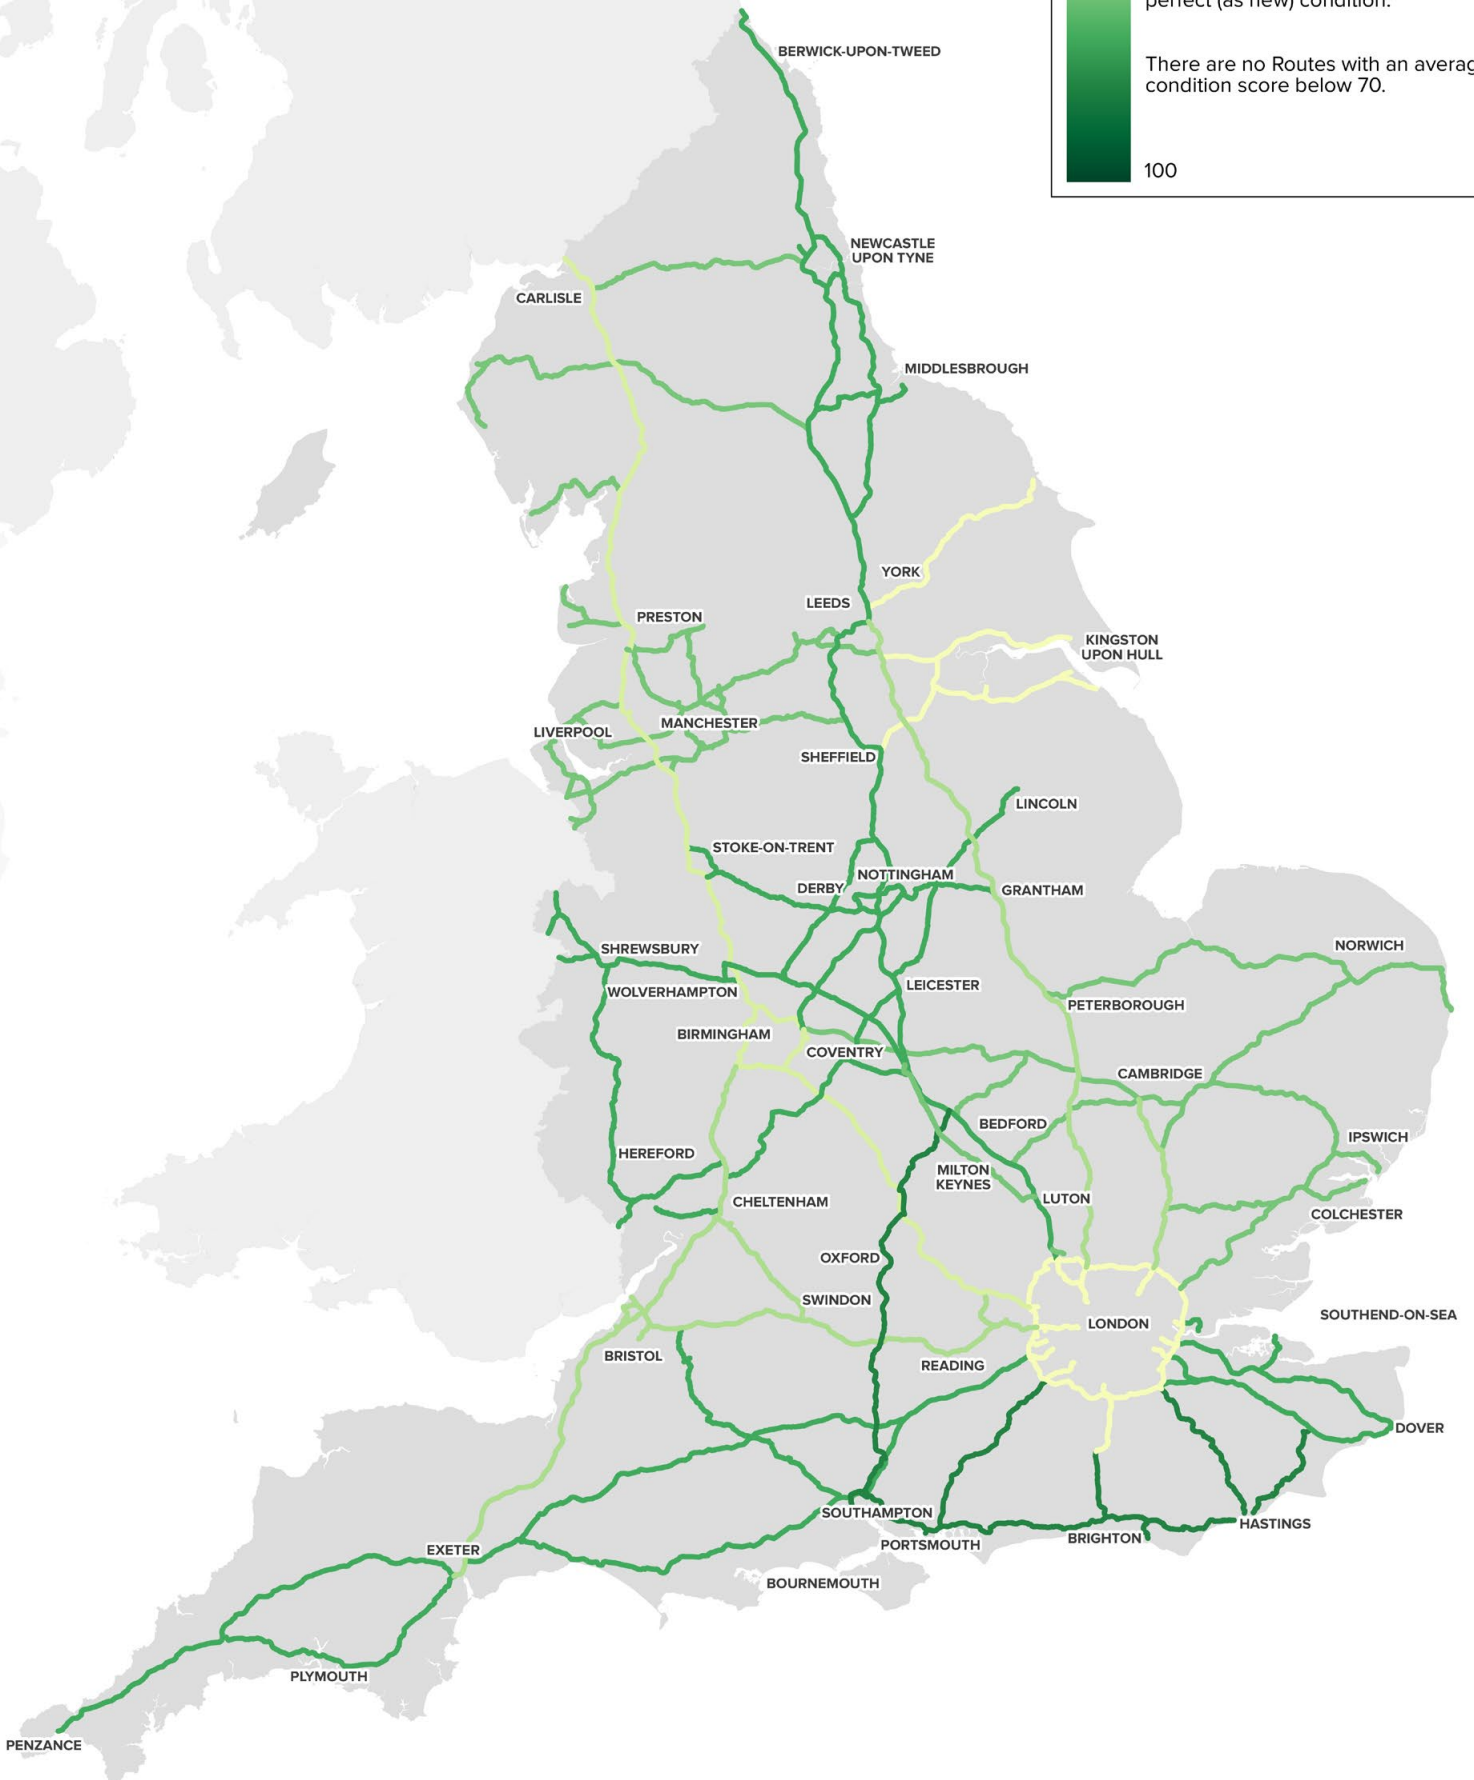 perfect (as new) condition.
There are no Routes with an averag
condition score below 70.
100
BERWICK-UPON-TWEED
NEWCASTLE
UPON TYNE
CARLISLE
MIDDLESBROUGH
YORK
LEEDS
PRESTON
KINGSTON
UPON HULL
MANCHESTER
LIVERPOOL
SHEFFIELD
LINCOLN
STOKE-ON-TRENT
NOTTINGHAM
DERBY
GRANTHAM
SHREWSBURY
NORWICH
LEICESTER
WOLVERHAMPTON
PETERBOROUGH
BIRMINGHAM
COVENTRY
CAMBRIDGE
BEDFORD
IPSWICH
HEREFORD
MILTON
KEYNES
LUTON
CHELTENHAM
COLCHESTER
OXFORD
SWINDON
SOUTHEND-ON-SEA
LONDON
BRISTOL
READING
DOVER
SOUTHAMPTON
HASTINGS
BRIGHTON
PORTSMOUTH
EXETER
BOURNEMOUTH
PLYMOUTH
PENZANCE